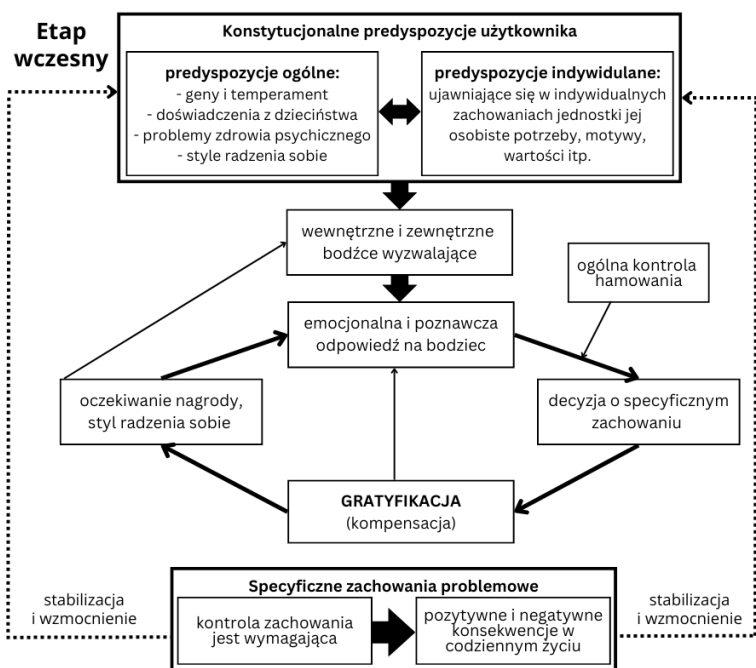 Etap
wczesny
Konstytucjonalne predyspozycje użytkownika
predyspozycje ogólne:
- geny i temperament
- doświadczenia z dzieciństwa
- problemy zdrowia psychicznego
- style radzenia sobie
predyspozycje indywidulane:
ujawniające się w indywidualnych
zachowaniach jednostki jej
osobiste potrzeby, motywy,
wartości itp.
wewnętrzne i zewnętrzne
bodźce wyzwalające
ogólna kontrola
hamowania
emocjonalna i poznawcza
odpowiedź na bodziec
oczekiwanie nagrody,
styl radzenia sobie
decyzja o specyficznym
zachowaniu
GRATYFIKACJA
(kompensacja)
Specyficzne zachowania problemowe
stabilizacja
i wzmocnienie
kontrola zachowania
jest wymagająca
pozytywne i negatywne
konsekwencje w
codziennym życiu
stabilizacja
i wzmocnienie